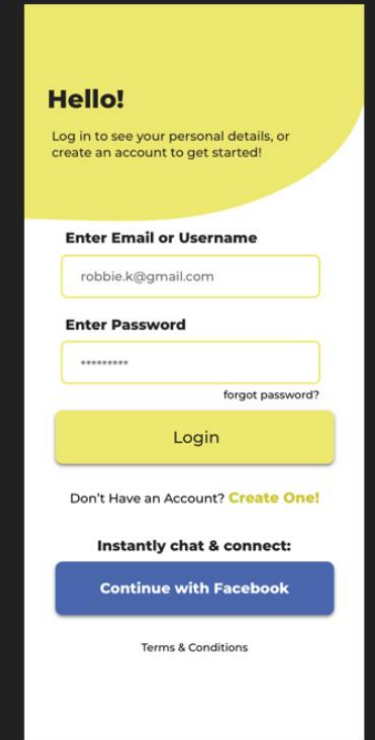 Hello!
Log in to see your personal details, or
create an account to get started!
Enter Email or Username
robbie.k@gmail.com
Enter Password
*********
forgot password?
Login
Don't Have an Account? Create One!
Instantly chat & connect:
Continue with Facebook
Terms & Conditions